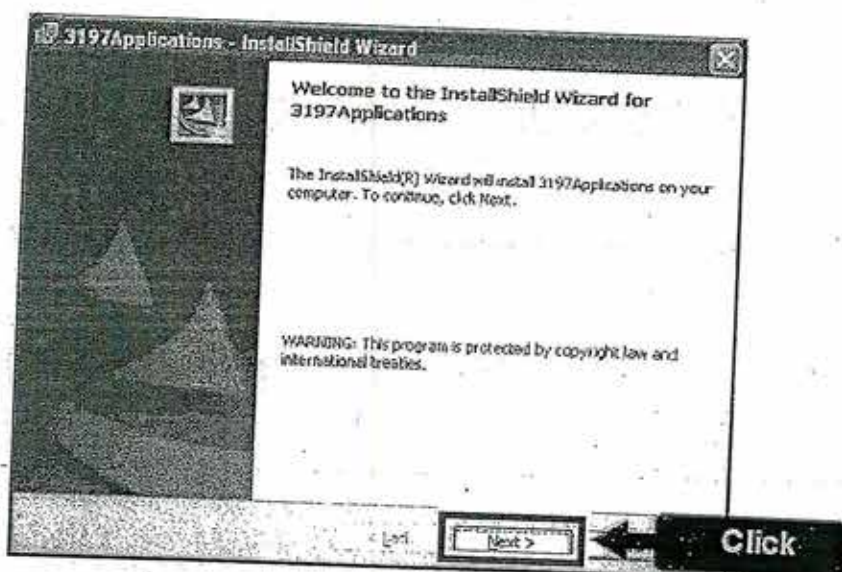 3197Applications - InstallShield Wizard
Welcome to the InstallShield Wizard for
3197Applications
The InstallShield(R) Wizard will install 3197Applications on your
computer. To continue, click Next.
WARNING: This program is protected by copyright law and
international treaties.
Next >
Click